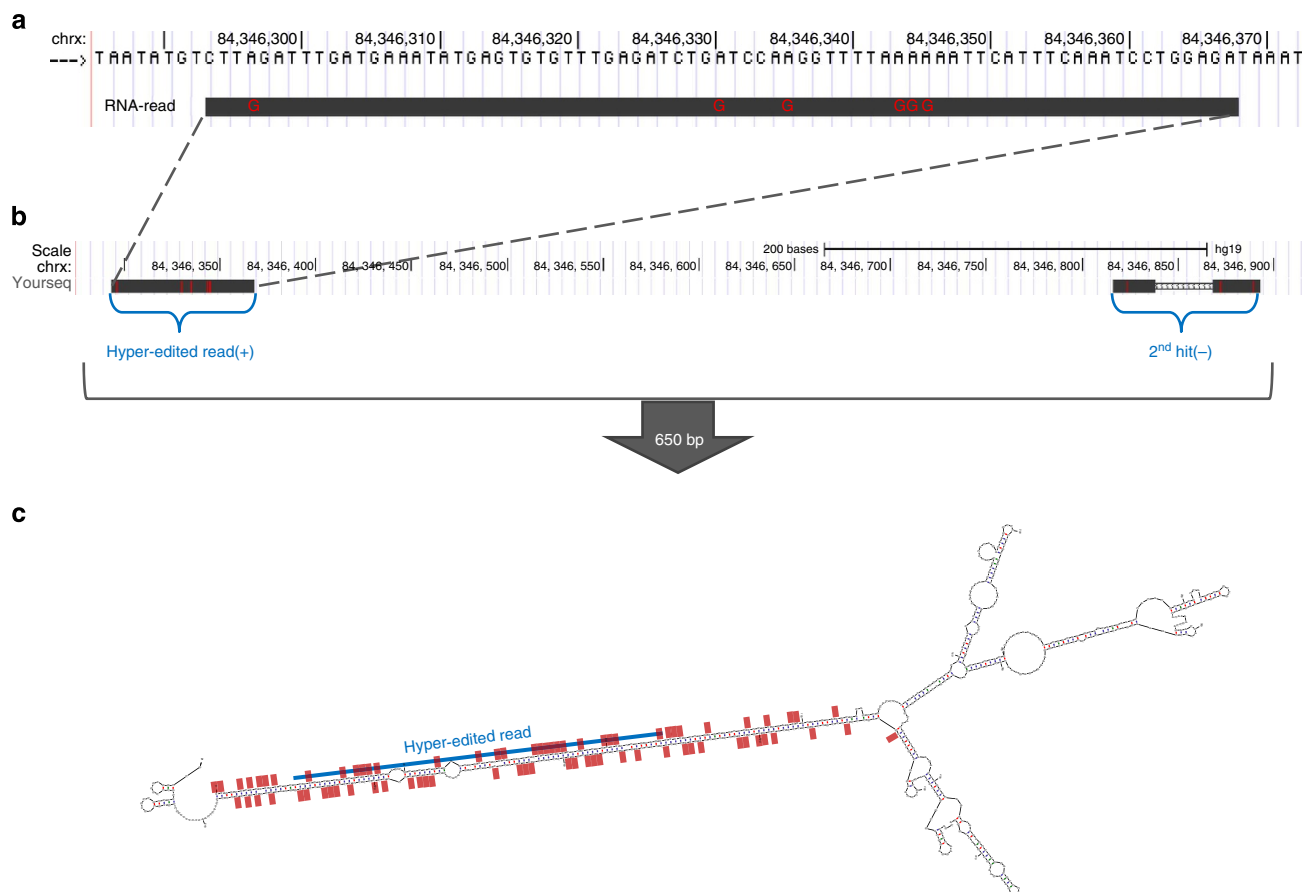 a
chrx: 84,346,300 84,346,310 84,346,320 84,346,330 84,346,340 84,346,350 84,346,360 84,346,370
---> TAATATGTCTTAGATTTGATGAAATATGAGTGTGTTTGAGATCTGATCCAAGGTTTTAAAAAATTCATTTCAAATCCTGGAGATAAAT
RNA-read G G G G G G
b
Scale 200 bases hg19
chrx: 84,346,350 84,346,400 84,346,450 84,346,500 84,346,550 84,346,600 84,346,650 84,346,700 84,346,750 84,346,800 84,346,850 84,346,900
Yourseq
Hyper-edited read(+) 2nd hit(–)
650 bp
c
Hyper-edited read